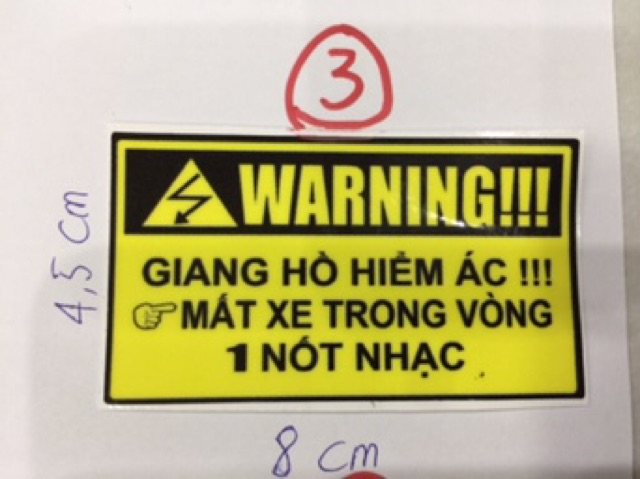 3
WARNING!!!
GIANG HỒ HIỂM ÁC !!!
MẤT XE TRONG VÒNG
1 NỐT NHẠC
4,5 cm
8 cm